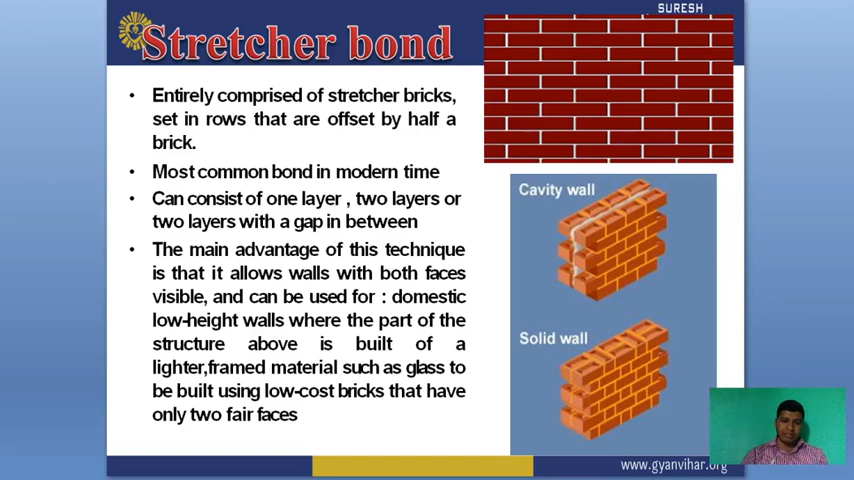 SURESH
Stretcher bond
• Entirely comprised of stretcher bricks,
set in rows that are offset by half a
brick.
• Most common bond in modern time
• Can consist of one layer , two layers or
two layers with a gap in between
• The main advantage of this technique
is that it allows walls with both faces
visible, and can be used for : domestic
low-height walls where the part of the
structure above is built of a
lighter,framed material such as glass to
be built using low-cost bricks that have
only two fair faces
Cavity wall
Solid wall
www.gyanvihar.org